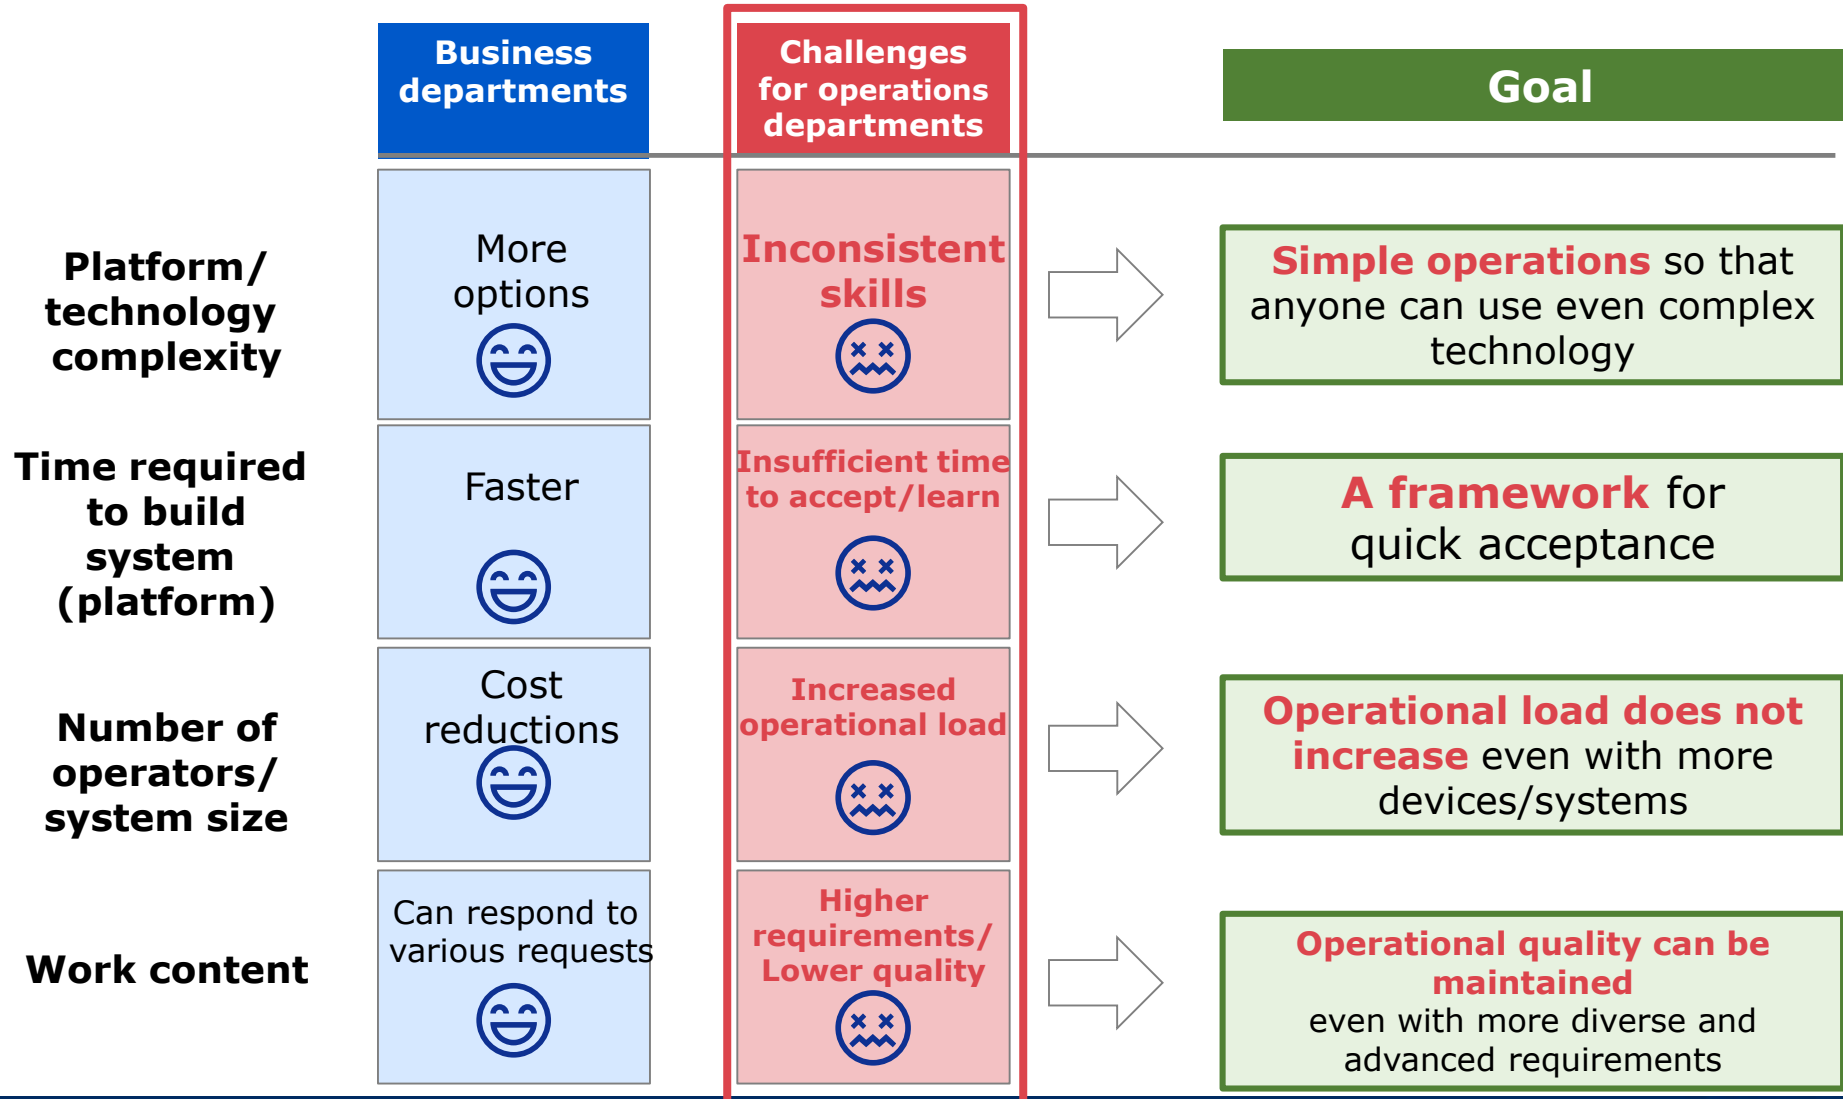 Business
departments
Challenges
for operations
departments
Goal
Platform/
technology
complexity
More
options
Inconsistent
skills
Simple operations so that
anyone can use even complex
technology
Time required
to build
system
(platform)
Faster
Insufficient time
to accept/learn
A framework for
quick acceptance
Number of
operators/
system size
Cost
reductions
Increased
operational load
Operational load does not
increase even with more
devices/systems
Work content
Can respond to
various requests
Higher
requirements/
Lower quality
Operational quality can be
maintained
even with more diverse and
advanced requirements